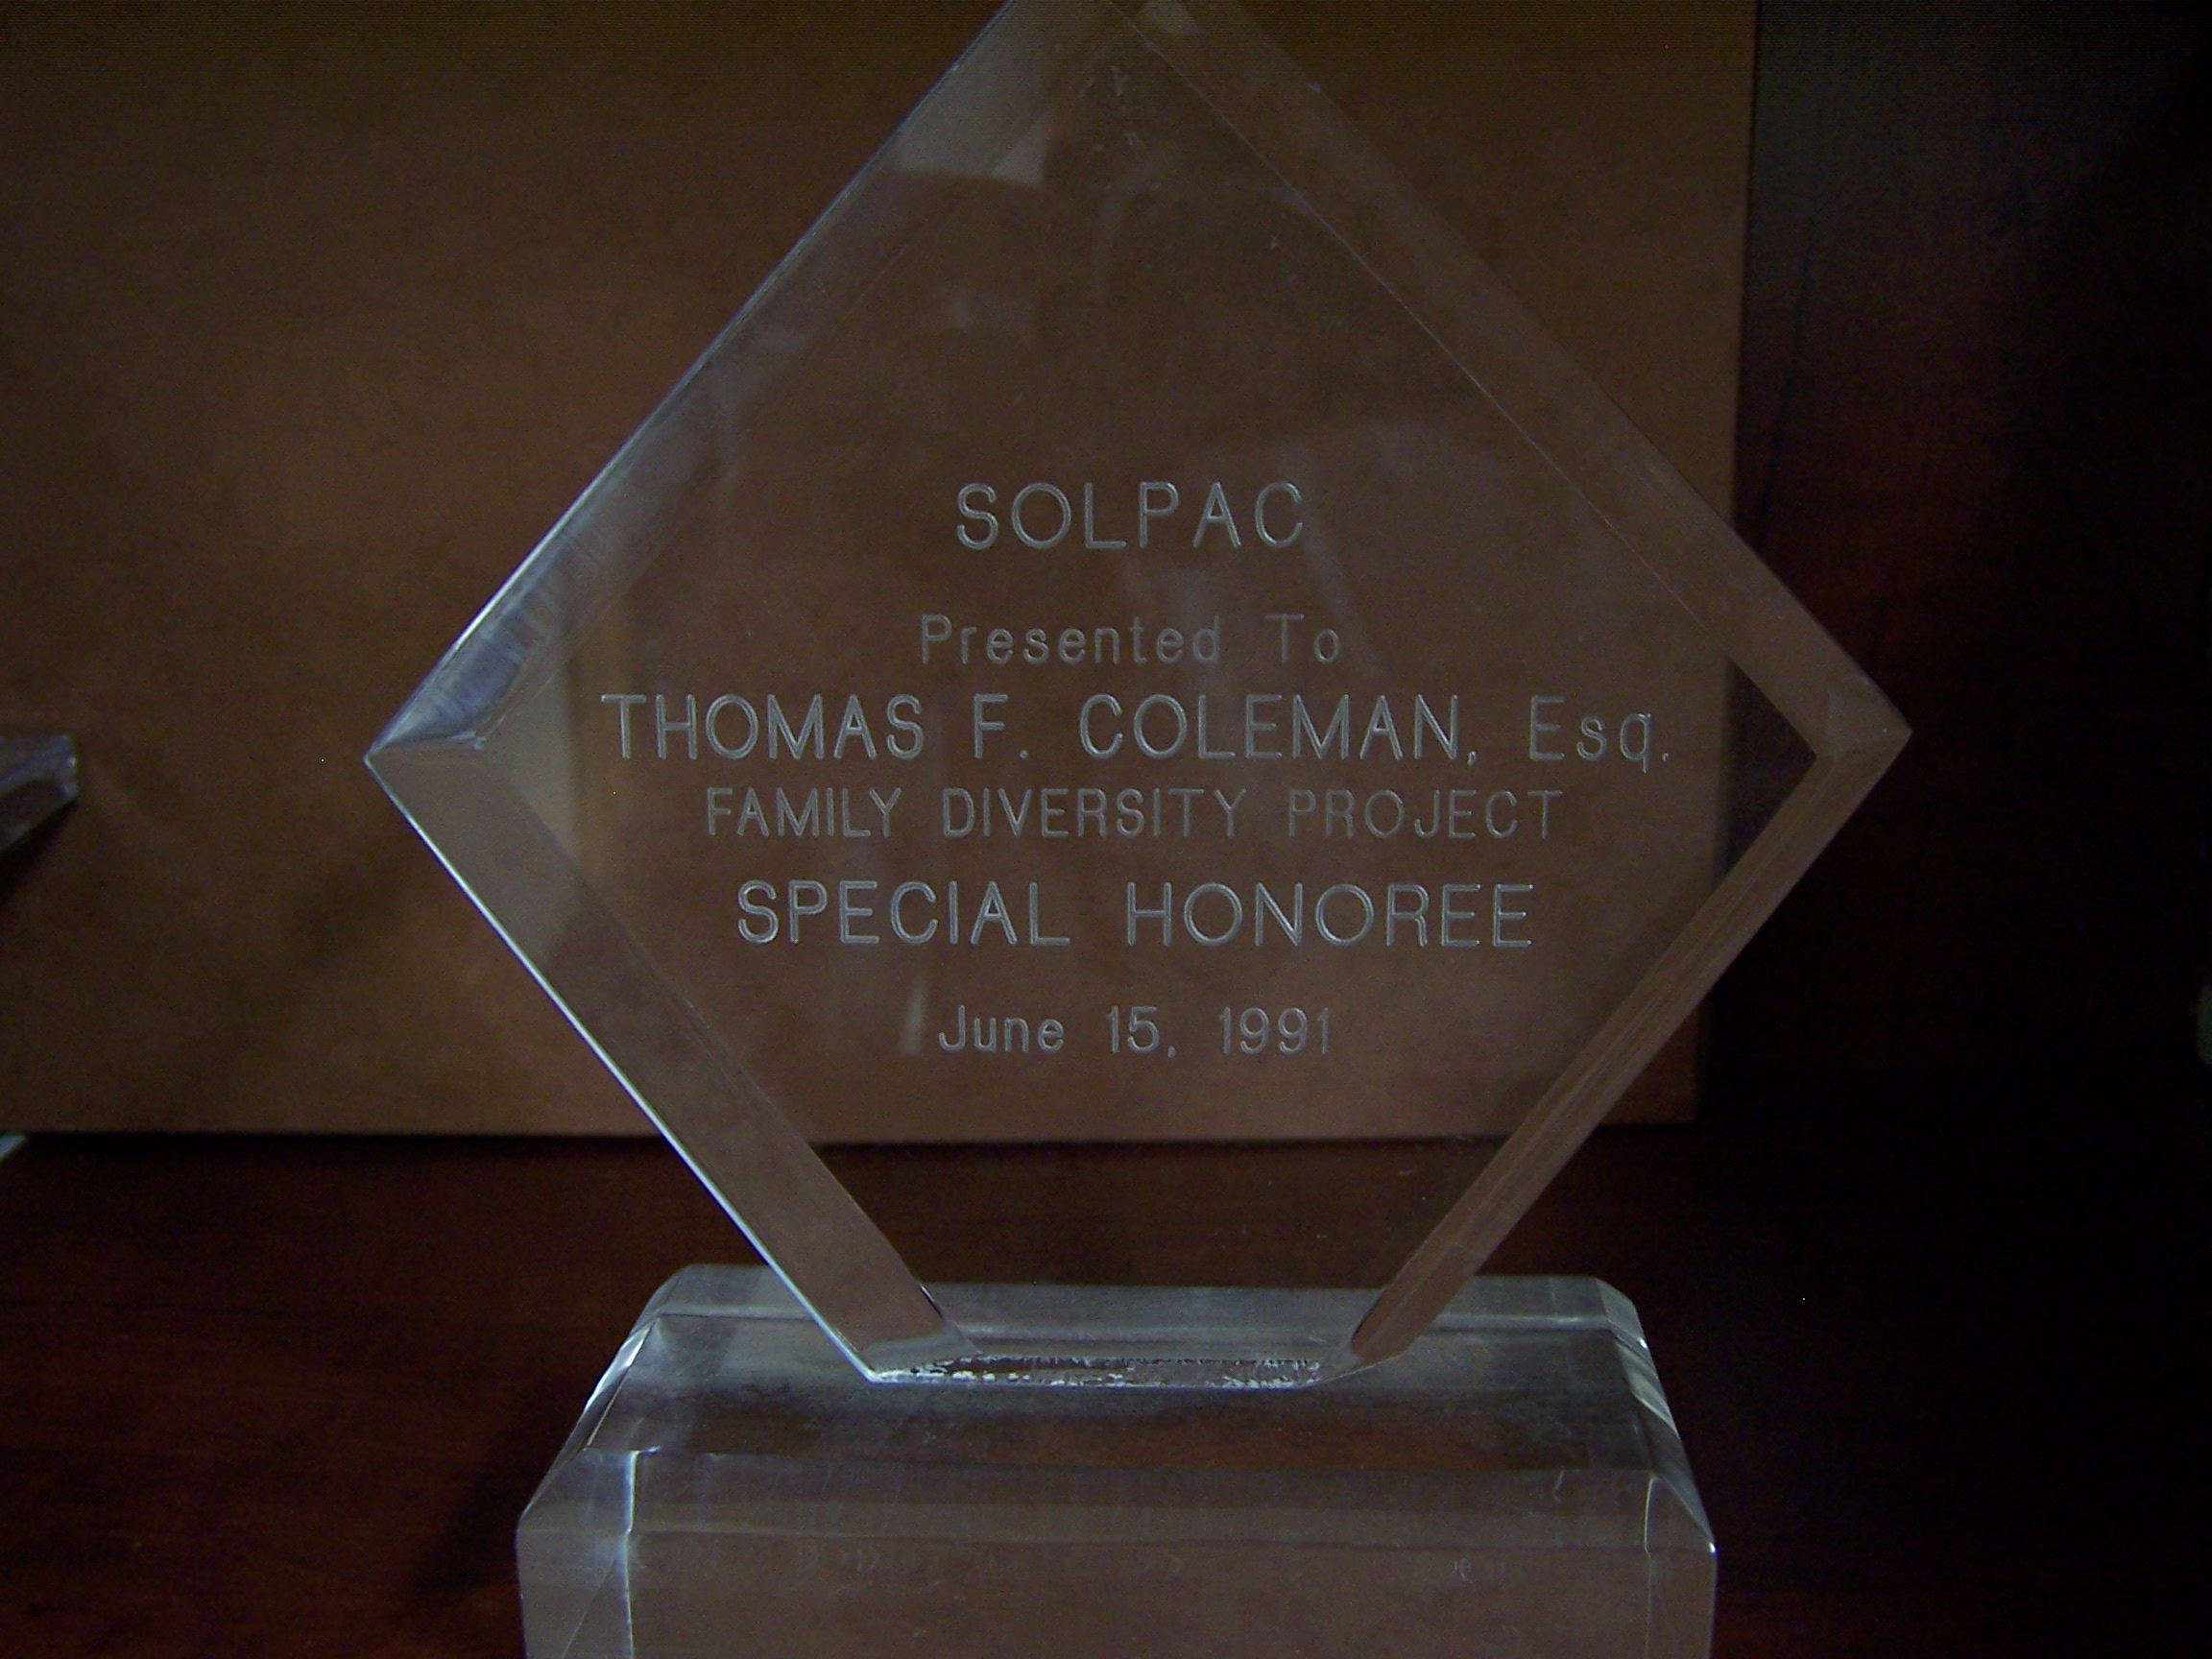 SOLPAC
Presented To
THOMAS F. COLEMAN, Esq.
FAMILY DIVERSITY PROJECT
SPECIAL HONOREE
June 15, 1991